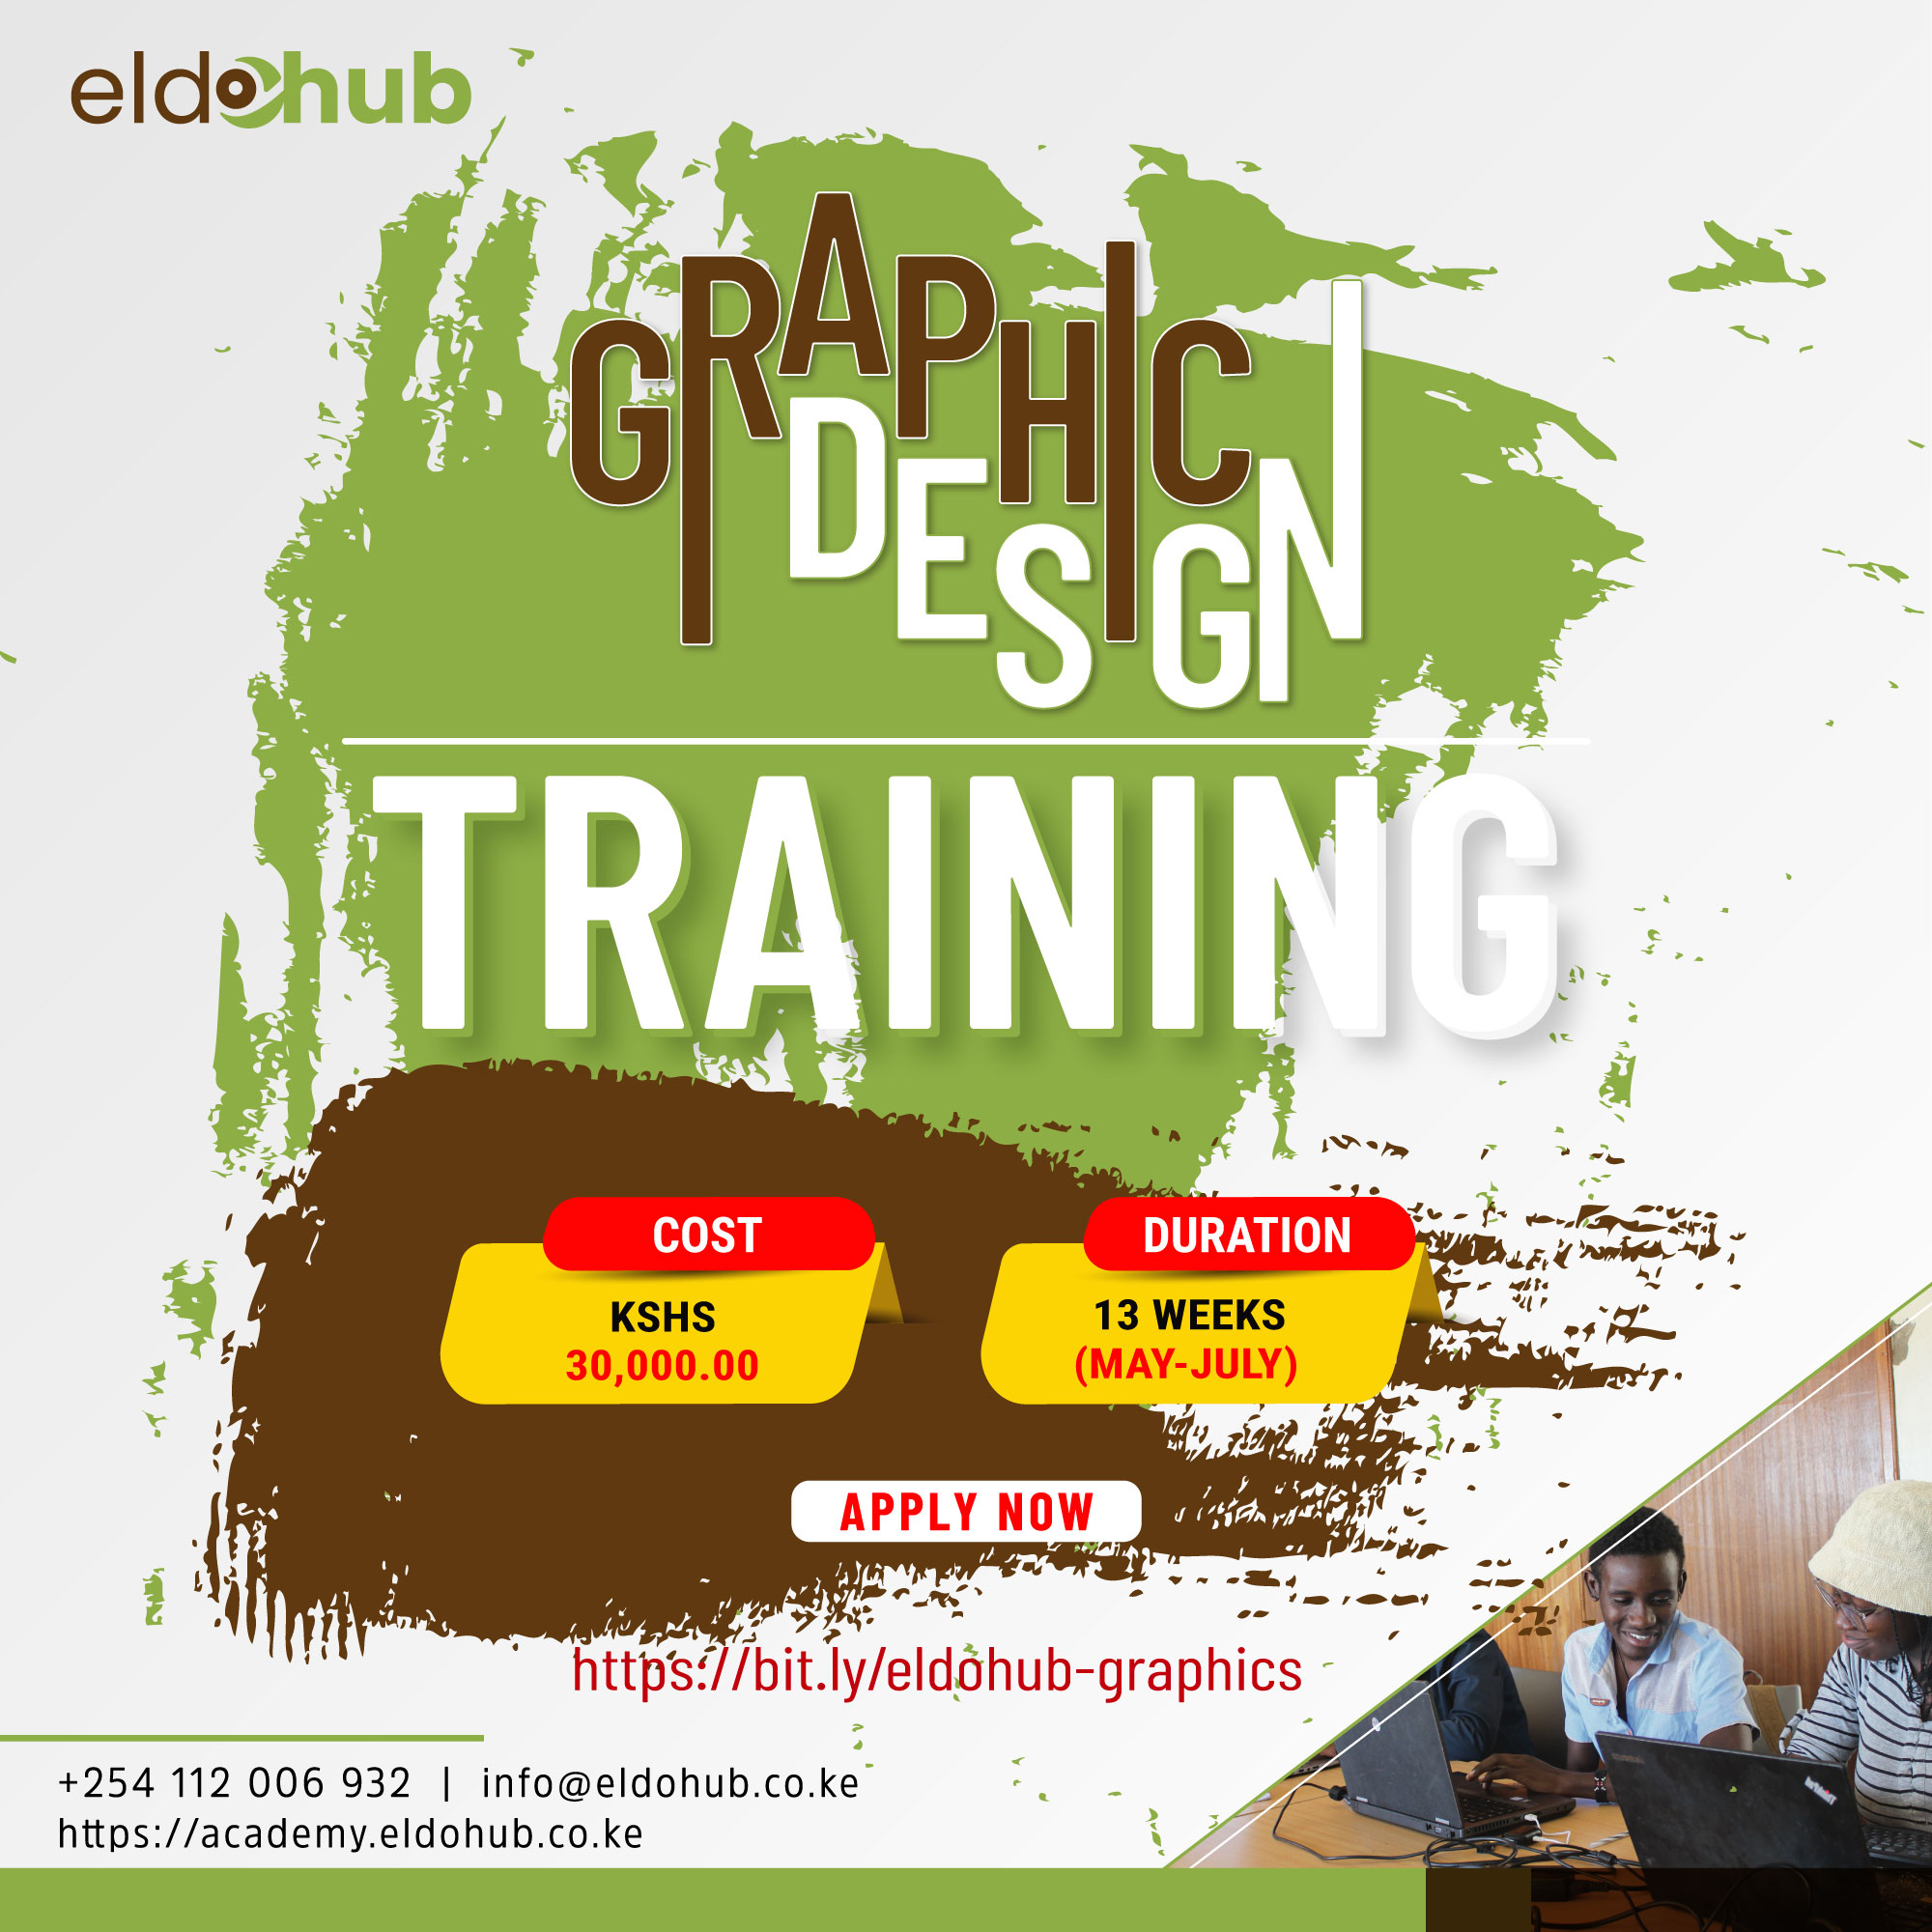 eldohub
GRAPHIC
DESIGN
TRAINING
COST
KSHS
30,000.00
DURATION
13 WEEKS
(MAY-JULY)
APPLY NOW
https://bit.ly/eldohub-graphics
+254 112 006 932 | info@eldohub.co.ke
https://academy.eldohub.co.ke